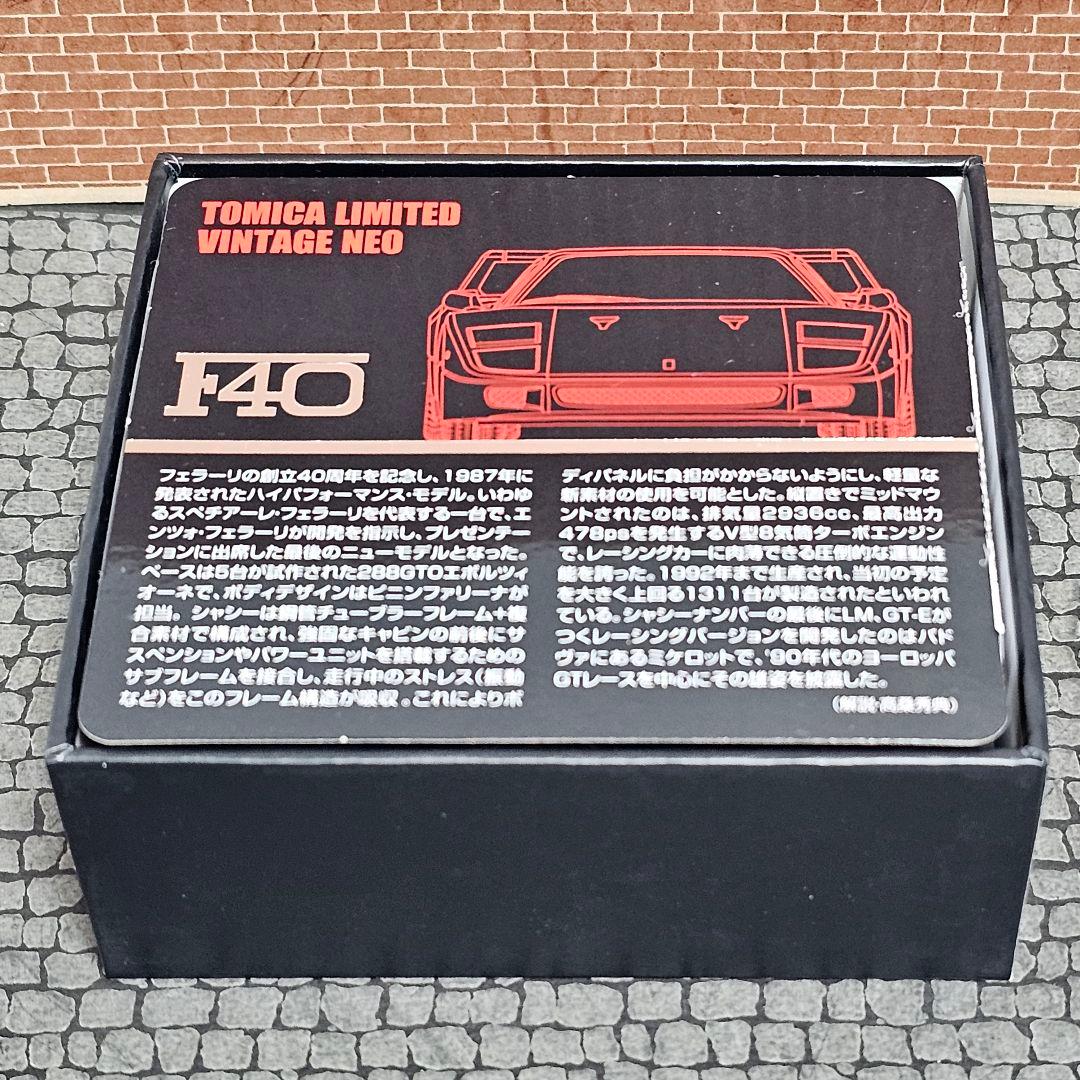 TOMICA LIMITED
VINTAGE NEO
F40
フェラーリの創立40周年を記念し、1987年に
発表されたハイパフォーマンス・モデル。いわゆ
るスペチアーレ・フェラーリを代表する一台で、エ
ンツォ・フェラーリが開発を指示し、プレゼンテー
ションに出席した最後のニューモデルとなった。
ベースは5台が試作された288GTOエボルツィ
オーネで、ボディデザインはピニンファリーナが
担当。シャシーは鋼管チューブラーフレーム+複
合素材で構成され、強固なキャビンの前後にサ
スペンションやパワーユニットを搭載するための
サブフレームを接合し、走行中のストレス(振動
など)をこのフレーム構造が吸収。これによりボ
ディパネルに負担がかからないようにし、軽量な
新素材の使用を可能とした。縦置きでミッドマウ
ントされたのは、排気量2936cc、最高出力
478psを発生するV型8気筒ターボエンジン
で、レーシングカーに肉薄できる圧倒的な運動性
能を誇った。1992年まで生産され、当初の予定
を大きく上回る1311台が製造されたといわれ
ている。シャシーナンバーの最後にLM、GT-Eが
つくレーシングバージョンを開発したのはパド
ヴァにあるミケロットで、'90年代のヨーロッパ
GTレースを中心にその雄姿を披露した。
(解説・高桑秀典)